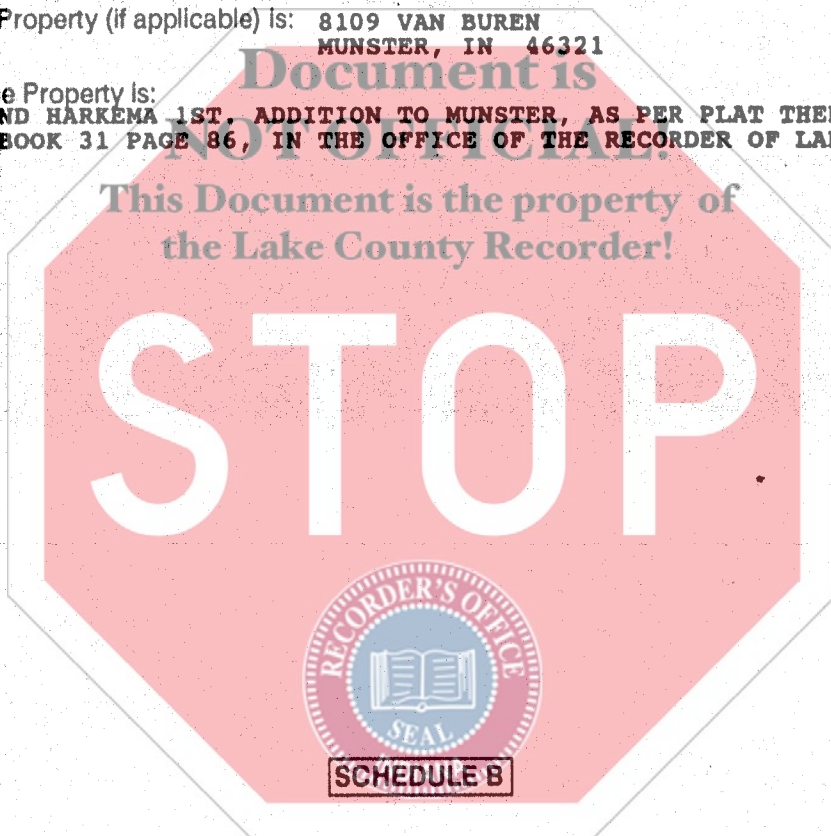 Property (if applicable) is: 8109 VAN BUREN
MUNSTER, IN 46321
Document is
e Property is:
ND HARKEMA 1ST. ADDITION TO MUNSTER, AS PER PLAT THE
NOT OFFICIAL!
BOOK 31 PAGE 86, IN THE OFFICE OF THE RECORDER OF LA
This Document is the property of
the Lake County Recorder!
STOP
RECORDER'S OFFICE
SEAL
SCHEDULE B